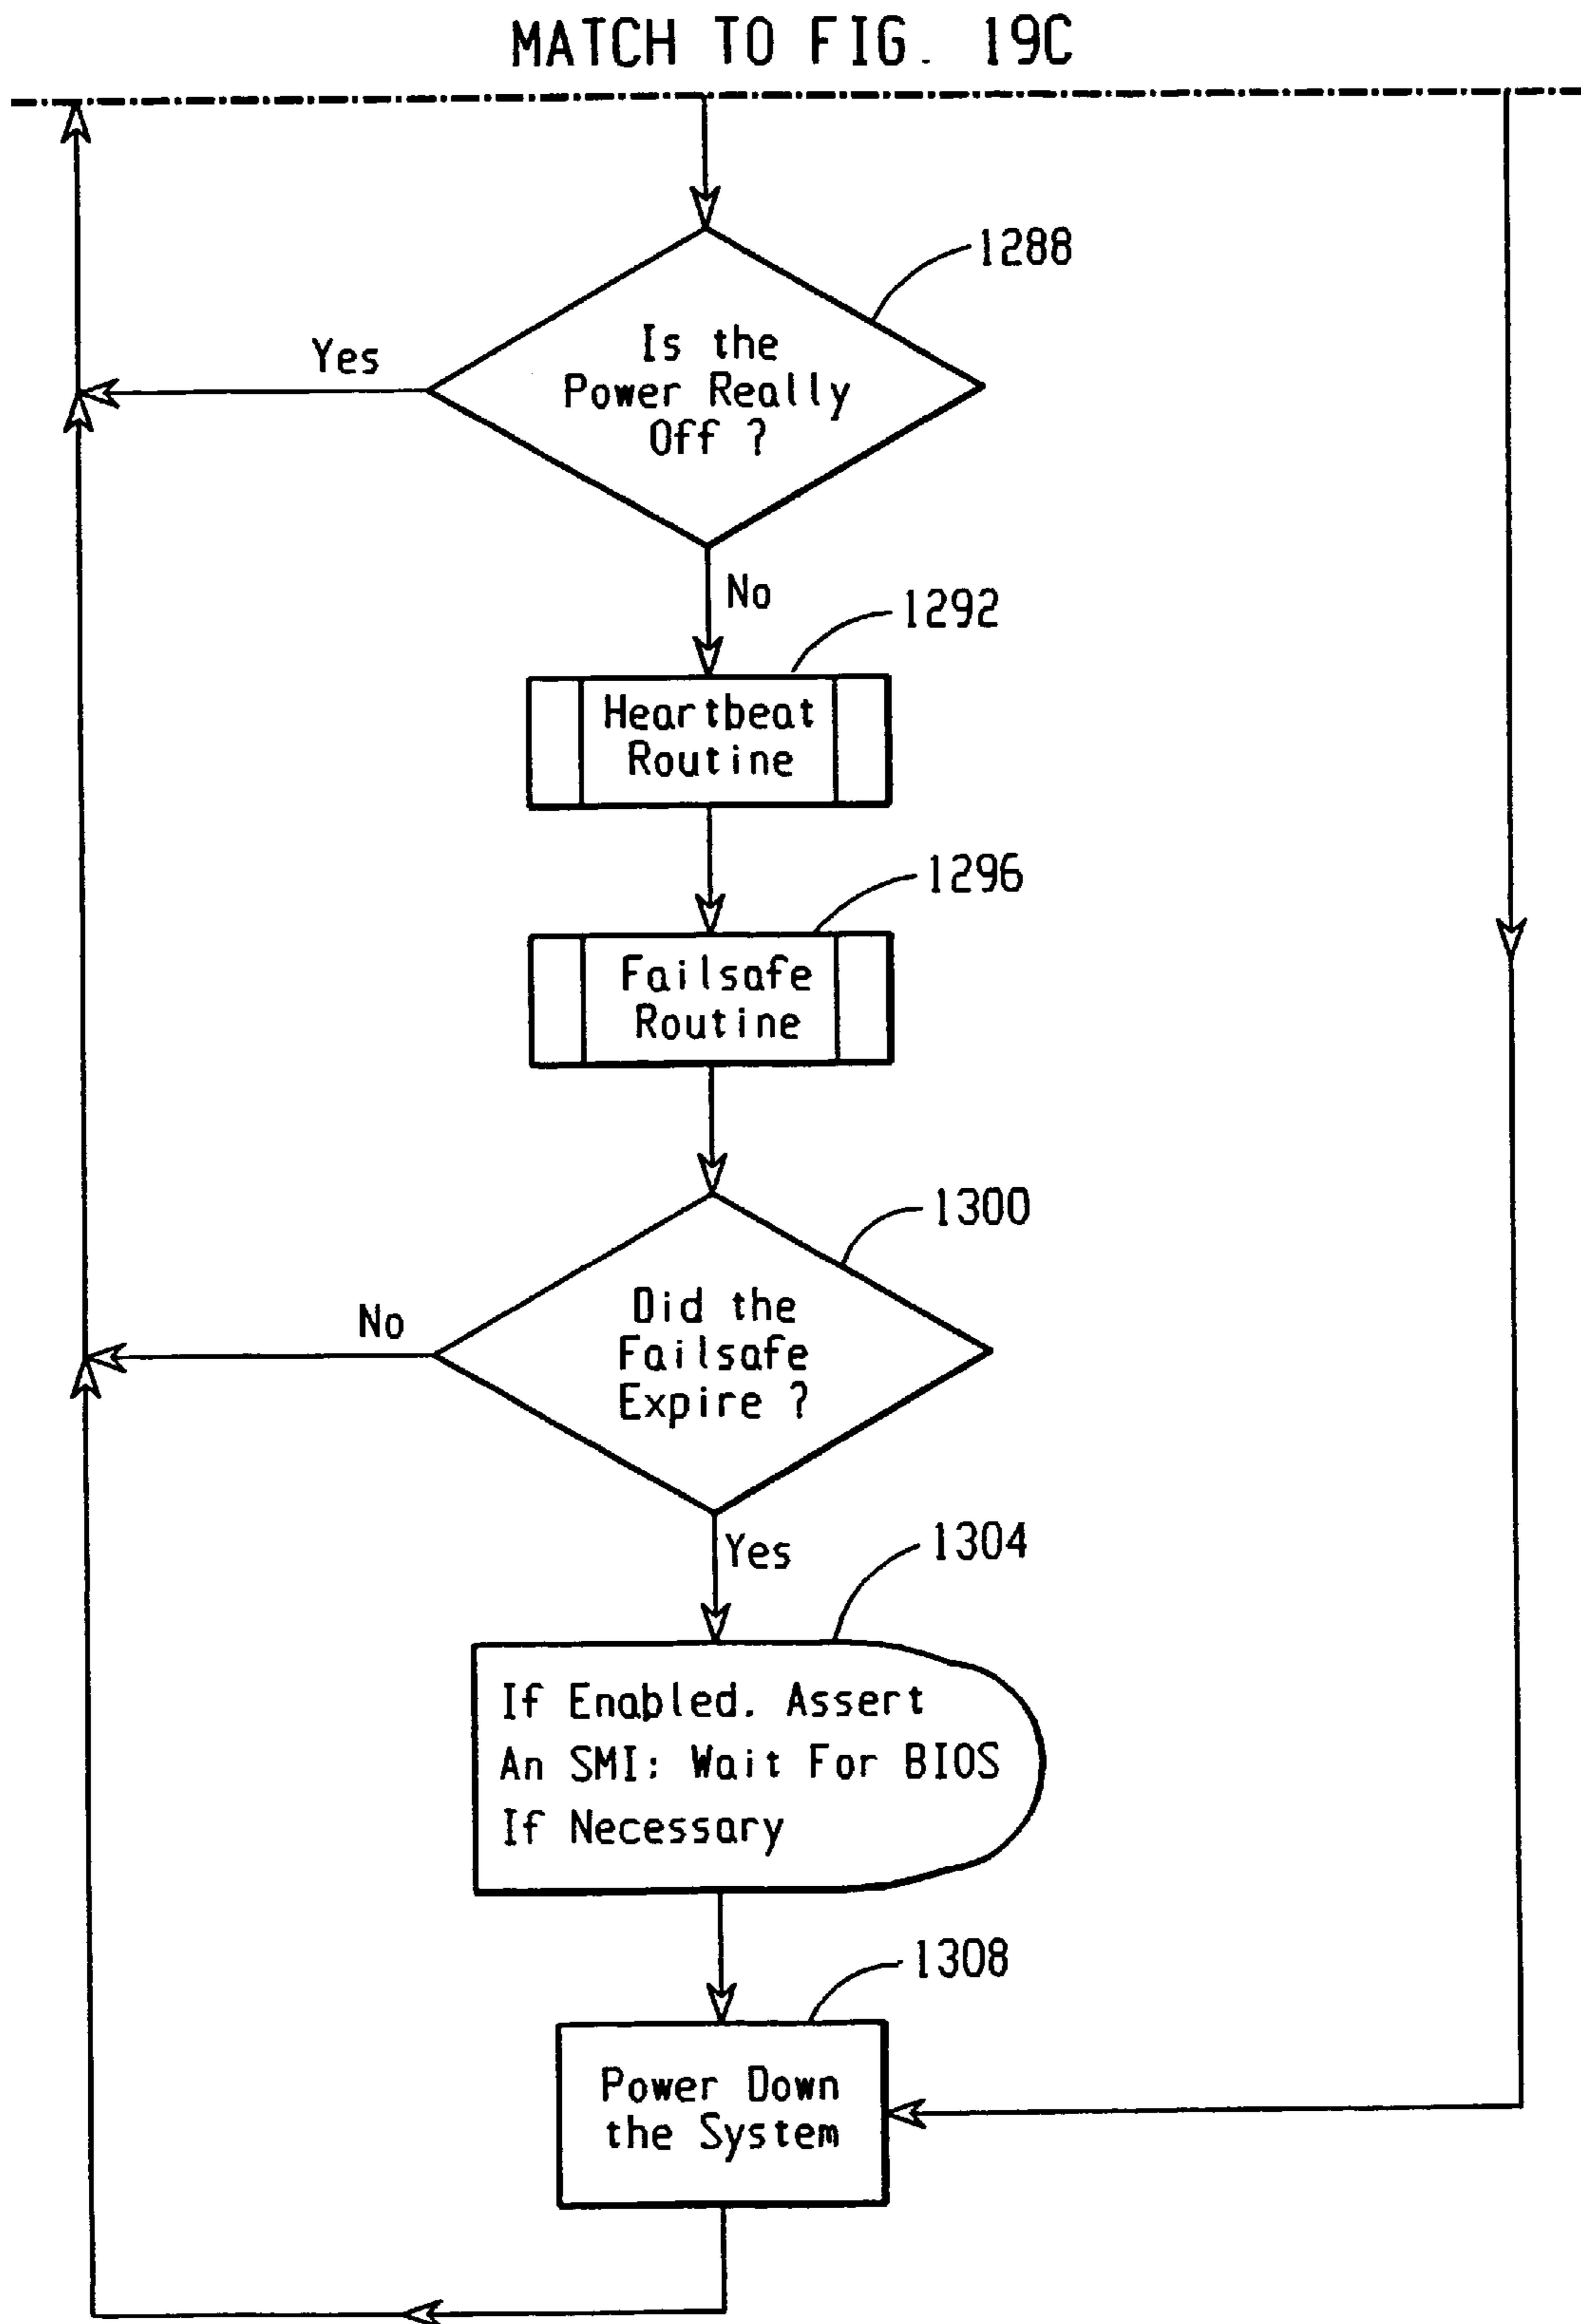 MATCH TO FIG. 19C
1288
Is the
Power Really
Off ?
Yes
No
1292
Heartbeat
Routine
1296
Failsafe
Routine
1300
Did the
Failsafe
Expire ?
No
Yes
1304
If Enabled. Assert
An SMI: Wait For BIOS
If Necessary
1308
Power Down
the System